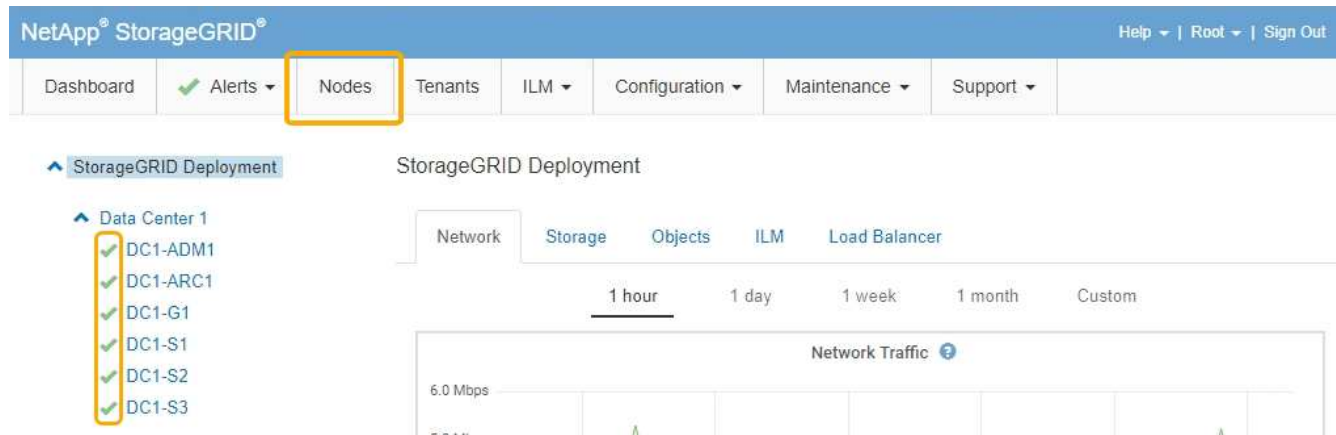 NetApp® StorageGRID®
Help | Root | Sign Out
Dashboard Alerts Nodes Tenants ILM Configuration Maintenance Support
StorageGRID Deployment
StorageGRID Deployment
Data Center 1
Network Storage Objects ILM Load Balancer
DC1-ADM1
DC1-ARC1
DC1-G1
DC1-S1
DC1-S2
DC1-S3
1 hour 1 day 1 week 1 month Custom
Network Traffic
6.0 Mbps